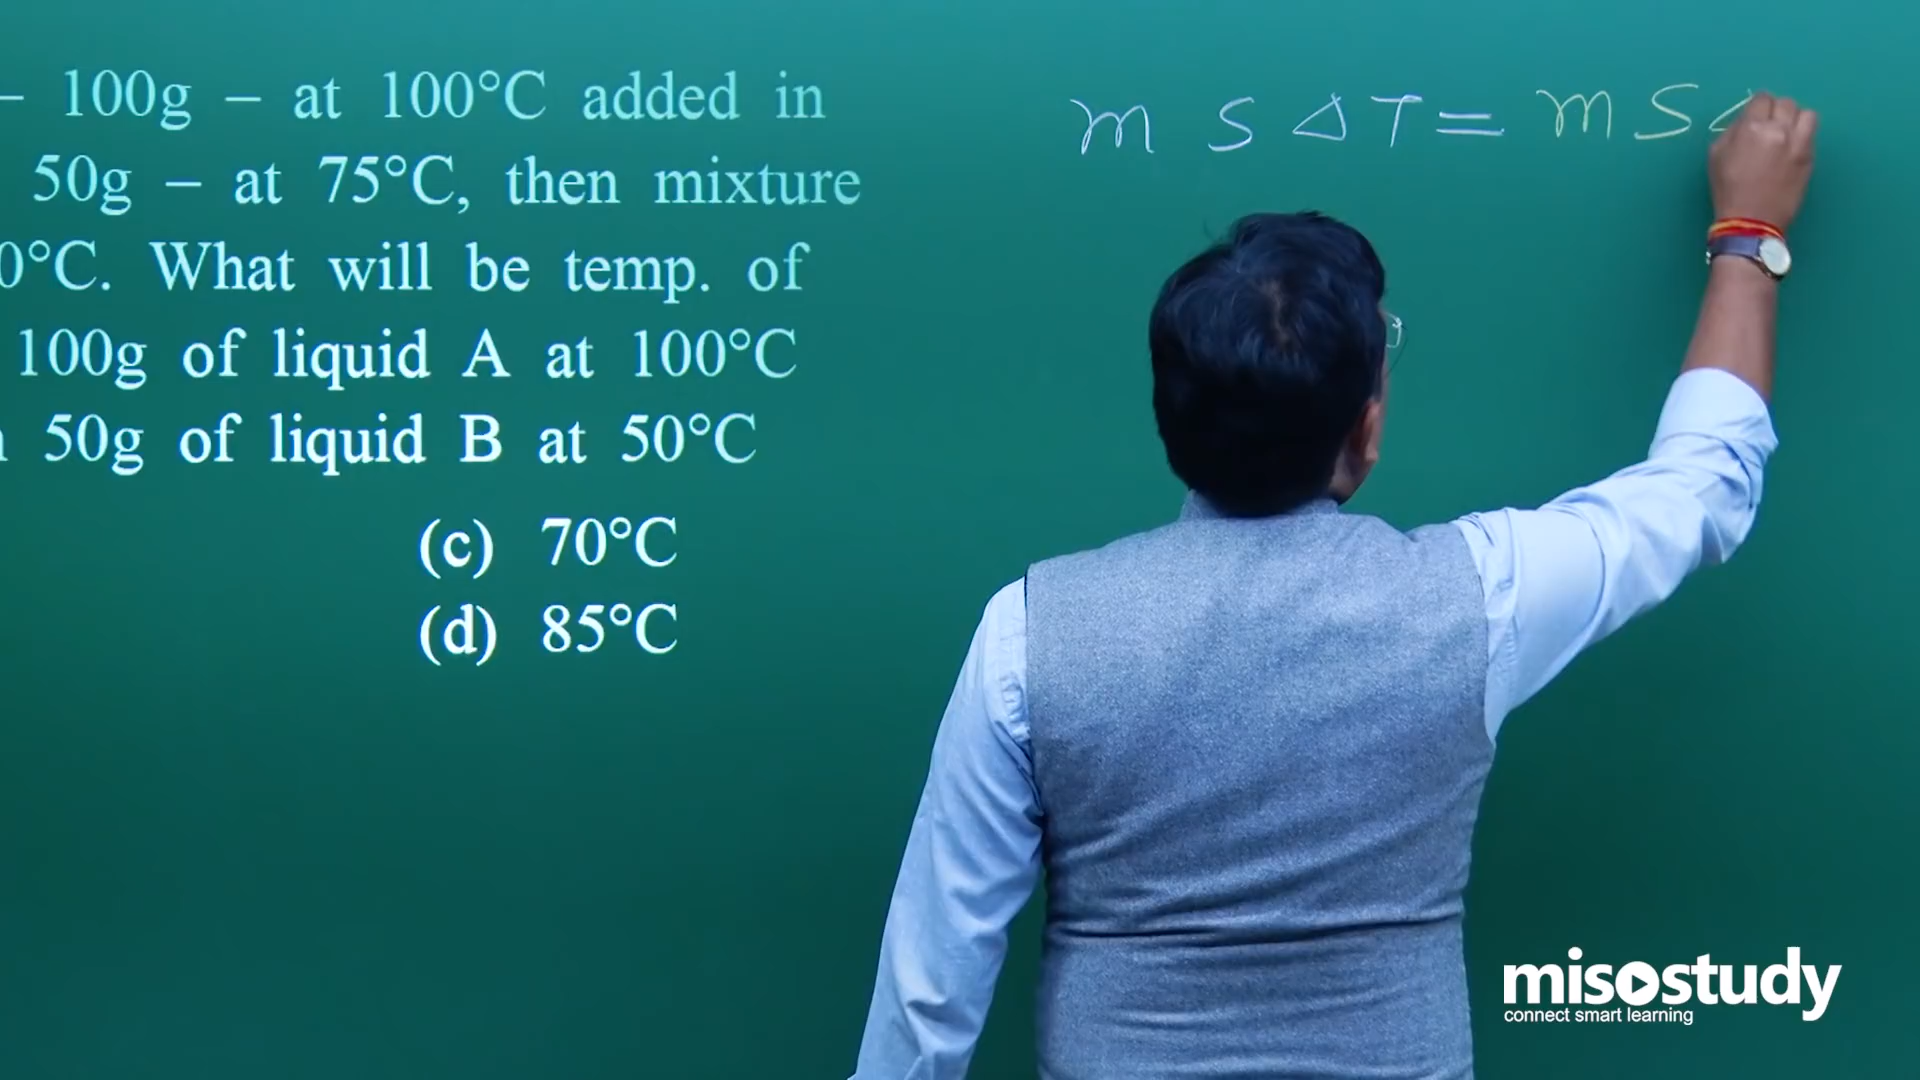 – 100g – at 100°C added in
50g – at 75°C, then mixture
0°C. What will be temp. of
100g of liquid A at 100°C
50g of liquid B at 50°C
(c) 70°C
(d) 85°C
m S Δ T = m S Δ
misostudy
connect smart learning